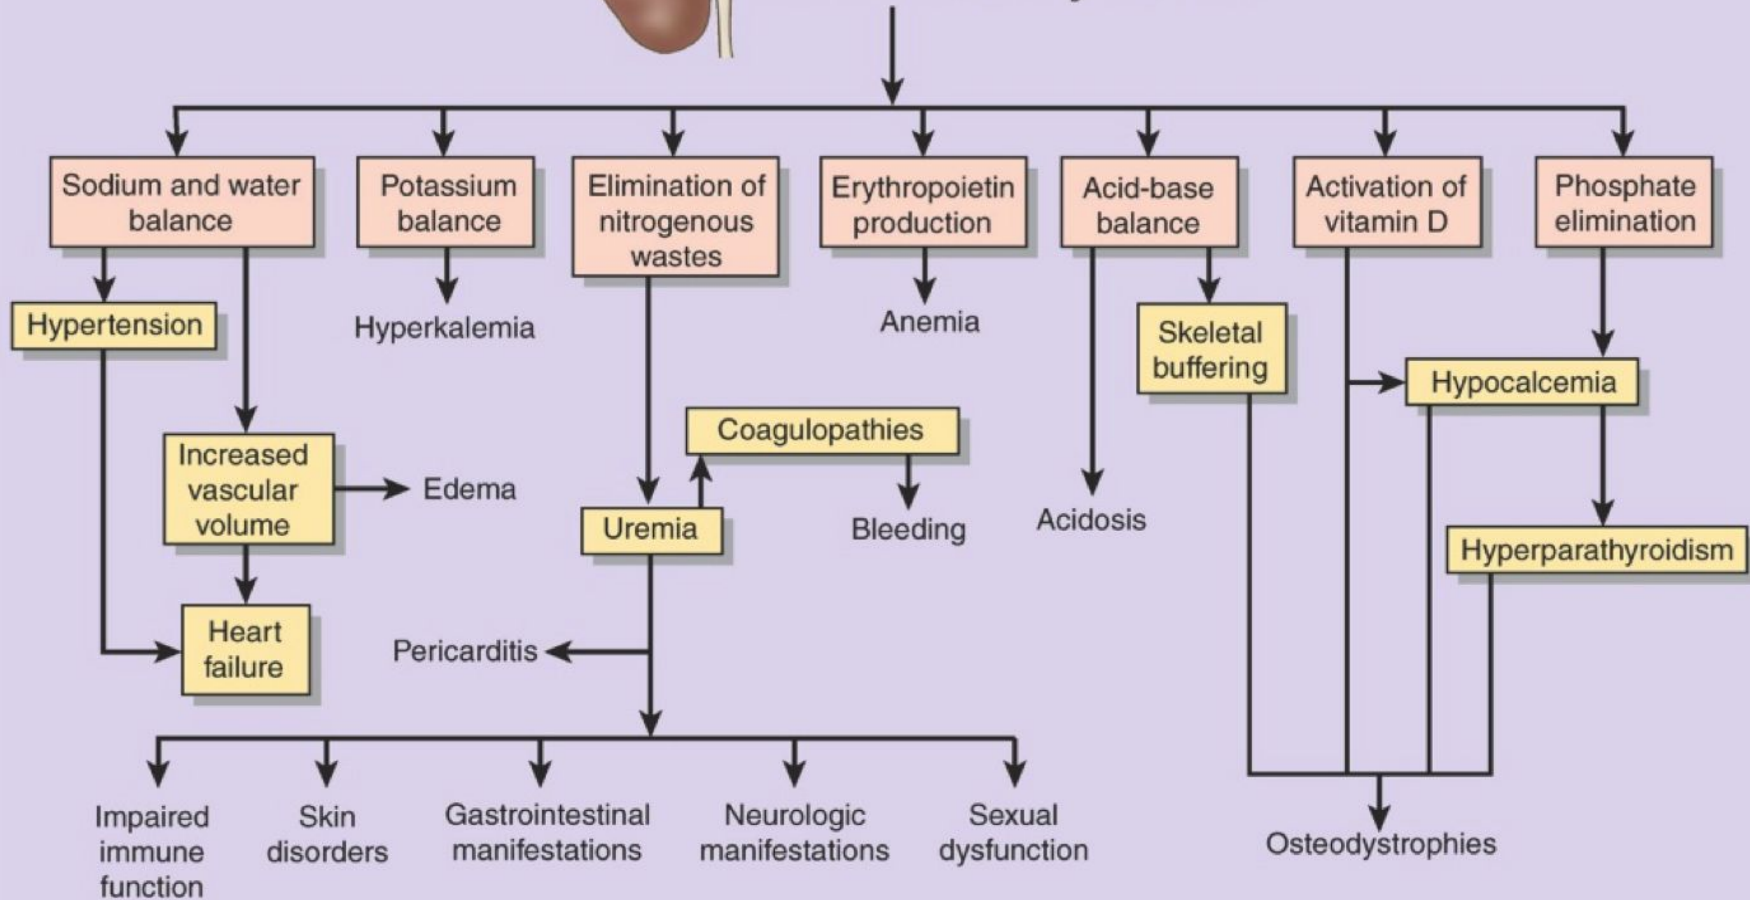 Sodium and water
balance
Potassium
balance
Elimination of
nitrogenous
wastes
Erythropoietin
production
Acid-base
balance
Activation of
vitamin D
Phosphate
elimination
Hypertension
Hyperkalemia
Anemia
Skeletal
buffering
Hypocalcemia
Increased
vascular
volume
Edema
Coagulopathies
Uremia
Bleeding
Acidosis
Hyperparathyroidism
Heart
failure
Pericarditis
Impaired
immune
function
Skin
disorders
Gastrointestinal
manifestations
Neurologic
manifestations
Sexual
dysfunction
Osteodystrophies